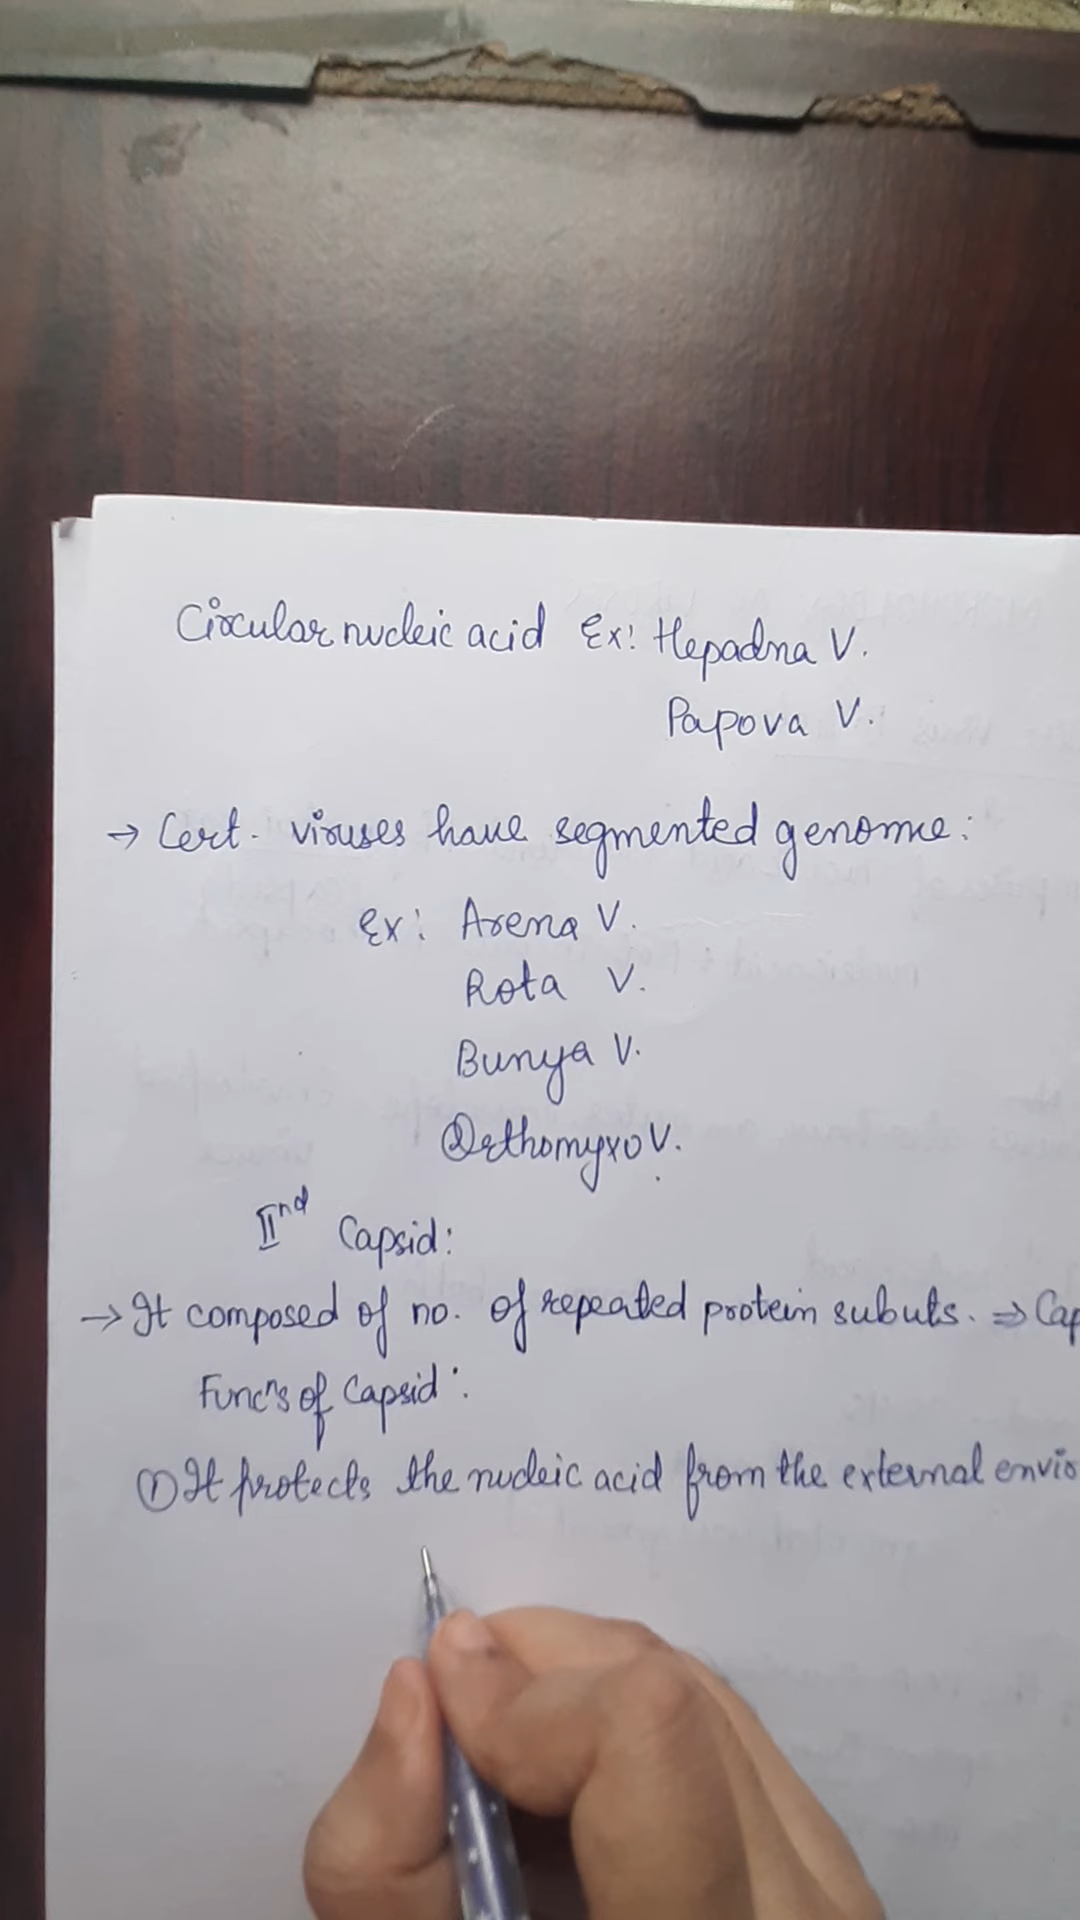 Circular nucleic acid Ex: Hepadna V.
Papova V.
→ Cert. viruses have segmented genome:
Ex: Arena V.
Rota V.
Bunya V.
Orthomyxo V.
IInd Capsid:
→ It composed of no. of repeated protein subuts. ⇒ Cap
Func's of Capsid:
① It protects the nucleic acid from the external enviro